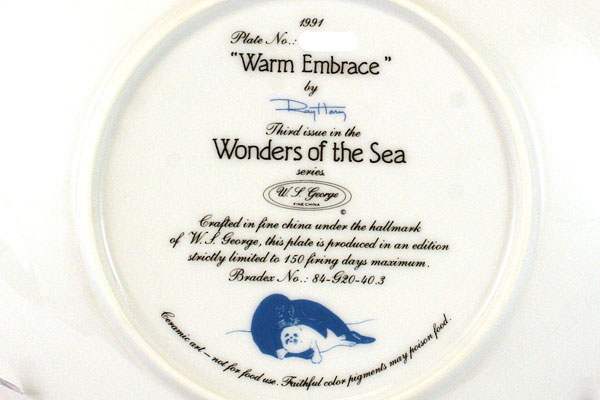 1991
Plate No.:
"Warm Embrace"
by
Ray Harm
Third issue in the
Wonders of the Sea
series
W. S. George
FINE CHINA
©
Crafted in fine china under the hallmark
of W. S. George, this plate is produced in an edition
strictly limited to 150 firing days maximum.
Bradex No.: 84-G20-40.3
Ceramic art – not for food use. Faithful color pigments may poison food.